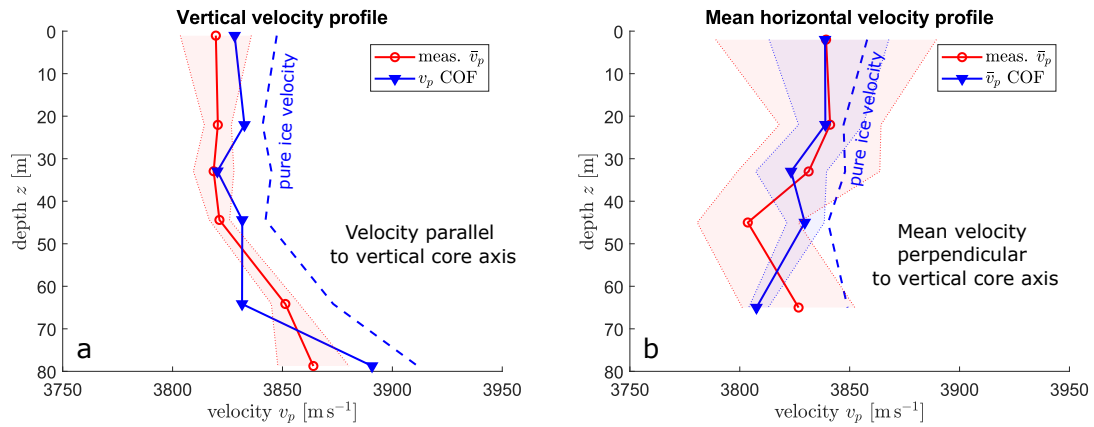 Vertical velocity profile
0
10
20
30
40
50
60
70
80
depth z [m]
meas. v̄p
vp COF
pure ice velocity
Velocity parallel
to vertical core axis
a
3750
3800
3850
3900
3950
velocity vp [m s⁻¹]
Mean horizontal velocity profile
0
10
20
30
40
50
60
70
80
depth z [m]
meas. v̄p
v̄p COF
pure ice velocity
Mean velocity
perpendicular
to vertical core axis
b
3750
3800
3850
3900
3950
velocity vp [m s⁻¹]